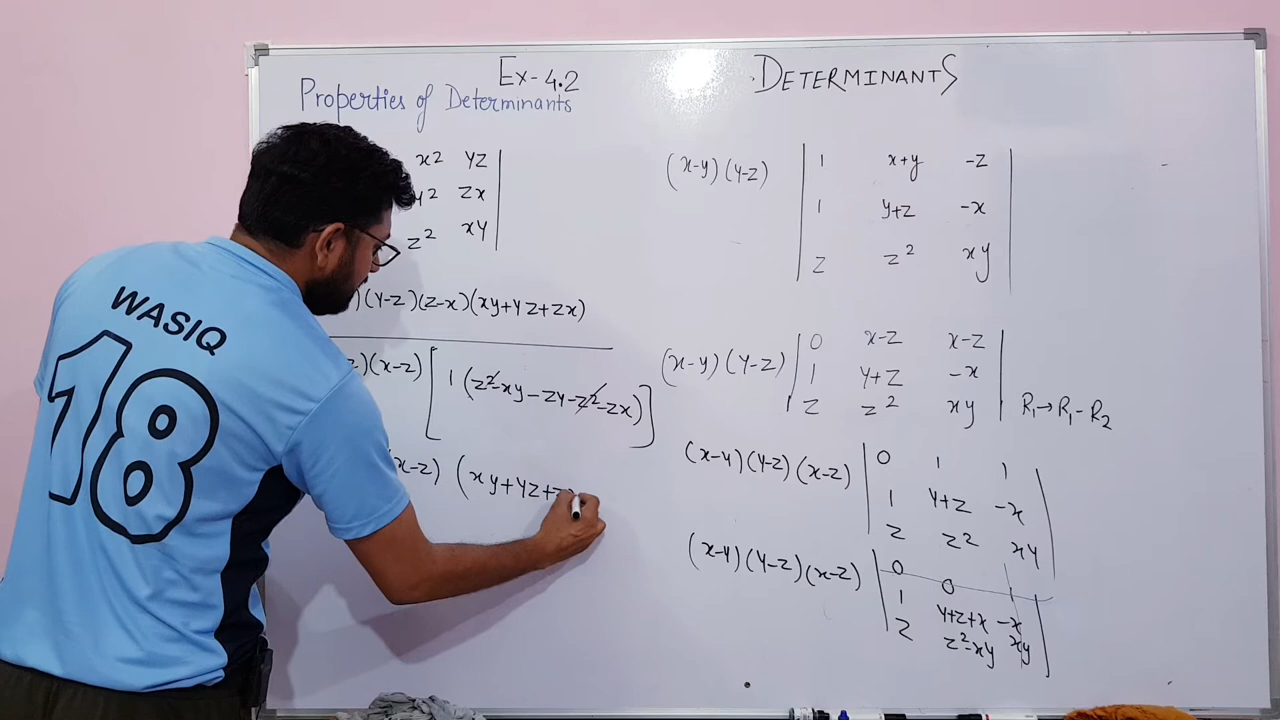 Ex-4.2
Properties of Determinants
x2 yz
y2 zx
z² xy
)(y-z)(z-x)(xy+yz+zx)
z)(x-z) [ 1 (z²-xy-zy-z²-zx) ]
(x-z) (xy+yz+z
WASIQ
18
DETERMINANTS
(x-y)(y-z) | 1 x+y -z |
1 y+z -x
z z² xy
(x-y)(y-z) | 0 x-z x-z |
1 y+z -x
z z² xy R₁→R₁-R₂
(x-y)(y-z)(x-z) | 0 1 1 |
1 y+z -x
z z² xy
(x-y)(y-z)(x-z) | 0 0 1 |
1 y+z+x -x
z z²-xy xy